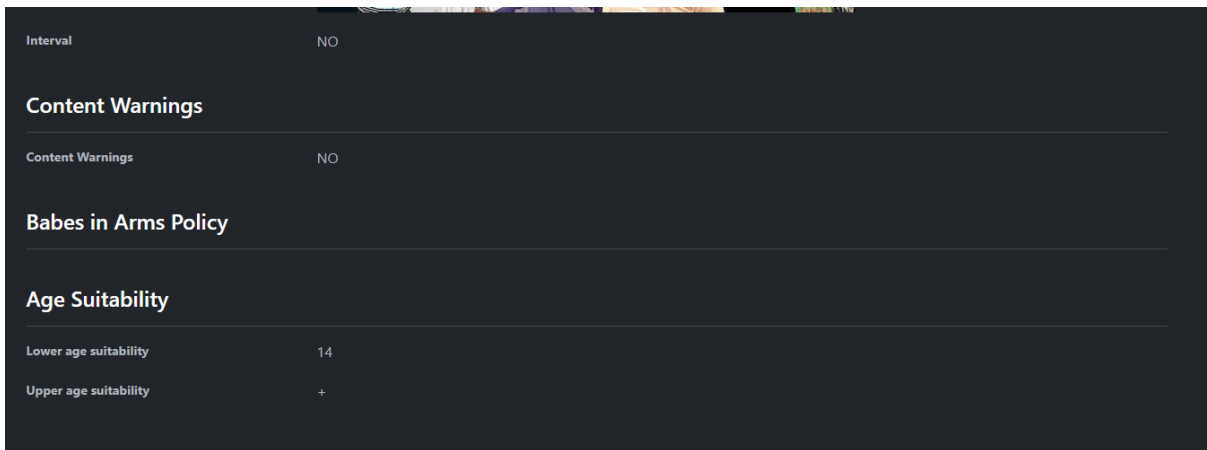 Interval NO
Content Warnings
Content Warnings NO
Babes in Arms Policy
Age Suitability
Lower age suitability 14
Upper age suitability +